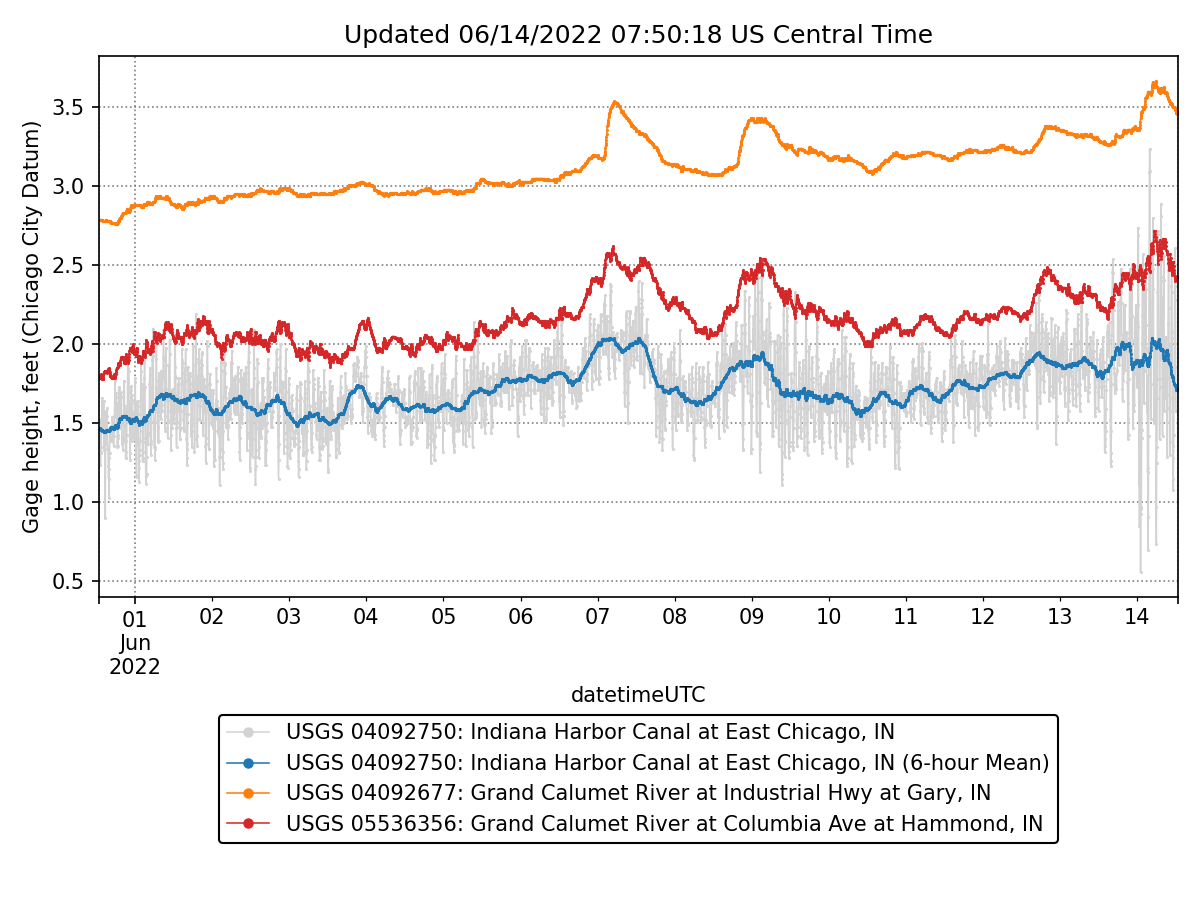 Updated 06/14/2022 07:50:18 US Central Time
Gage height, feet (Chicago City Datum)
3.5
3.0
2.5
2.0
1.5
1.0
0.5
01 02 03 04 05 06 07 08 09 10 11 12 13 14
Jun
2022
datetimeUTC
USGS 04092750: Indiana Harbor Canal at East Chicago, IN
USGS 04092750: Indiana Harbor Canal at East Chicago, IN (6-hour Mean)
USGS 04092677: Grand Calumet River at Industrial Hwy at Gary, IN
USGS 05536356: Grand Calumet River at Columbia Ave at Hammond, IN